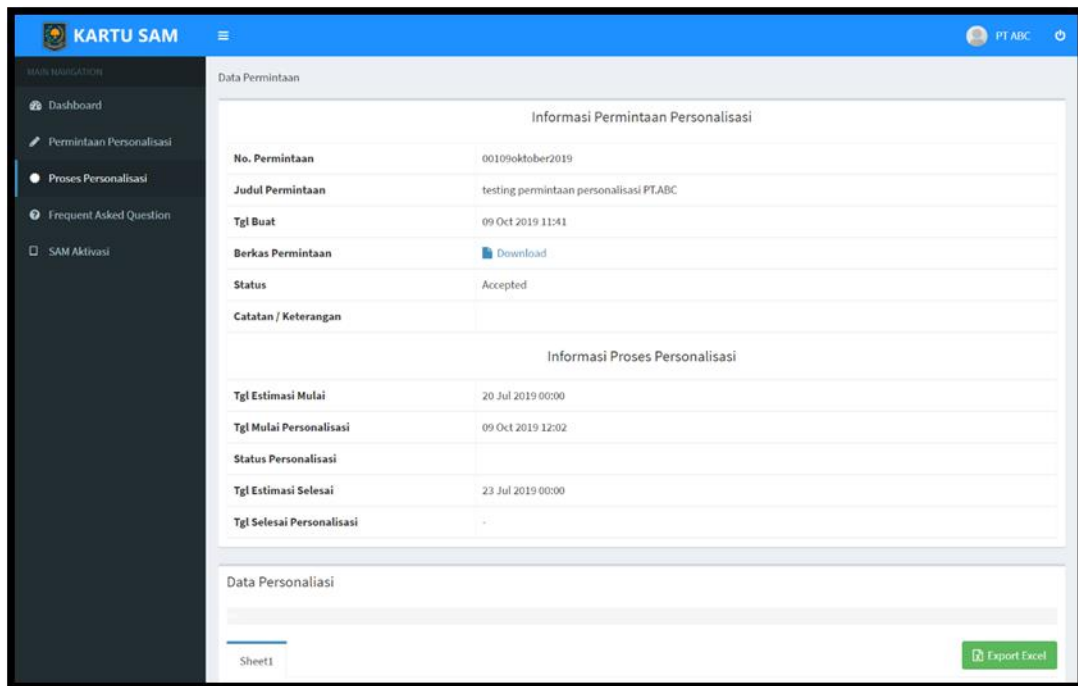 KARTU SAM
PT ABC
MAIN NAVIGATION
Dashboard
Permintaan Personalisasi
Proses Personalisasi
Frequent Asked Question
SAM Aktivasi
Data Permintaan
Informasi Permintaan Personalisasi
No. Permintaan 00109oktober2019
Judul Permintaan testing permintaan personalisasi PT.ABC
Tgl Buat 09 Oct 2019 11:41
Berkas Permintaan Download
Status Accepted
Catatan / Keterangan
Informasi Proses Personalisasi
Tgl Estimasi Mulai 20 Jul 2019 00:00
Tgl Mulai Personalisasi 09 Oct 2019 12:02
Status Personalisasi
Tgl Estimasi Selesai 23 Jul 2019 00:00
Tgl Selesai Personalisasi -
Data Personaliasi
Sheet1
Export Excel